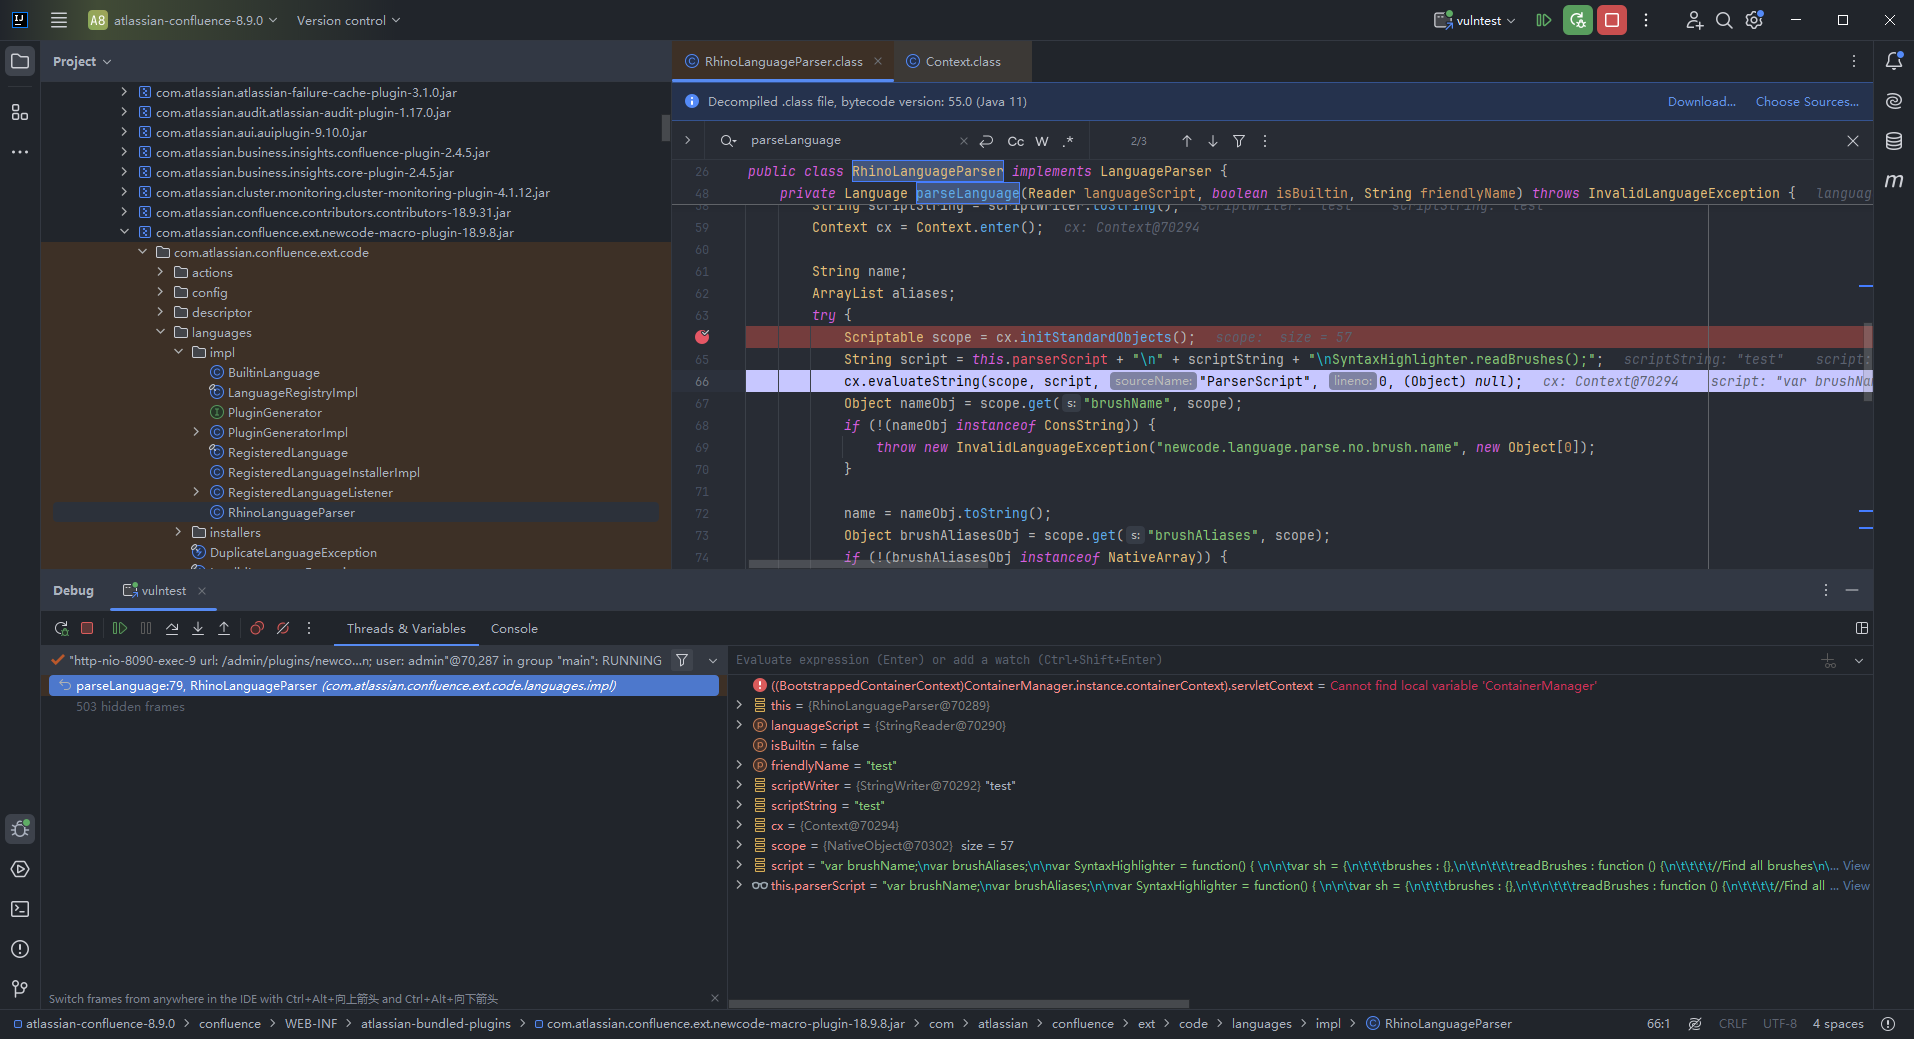 A8 atlassian-confluence-8.9.0 Version control vulntest
Project
com.atlassian.atlassian-failure-cache-plugin-3.1.0.jar
com.atlassian.audit.atlassian-audit-plugin-1.17.0.jar
com.atlassian.aui.auiplugin-9.10.0.jar
com.atlassian.business.insights.confluence-plugin-2.4.5.jar
com.atlassian.business.insights.core-plugin-2.4.5.jar
com.atlassian.cluster.monitoring.cluster-monitoring-plugin-4.1.12.jar
com.atlassian.confluence.contributors.contributors-18.9.31.jar
com.atlassian.confluence.ext.newcode-macro-plugin-18.9.8.jar
com.atlassian.confluence.ext.code
actions
config
descriptor
languages
impl
BuiltinLanguage
LanguageRegistryImpl
PluginGenerator
PluginGeneratorImpl
RegisteredLanguage
RegisteredLanguageInstallerImpl
RegisteredLanguageListener
RhinoLanguageParser
installers
DuplicateLanguageException
RhinoLanguageParser.class Context.class
Decompiled .class file, bytecode version: 55.0 (Java 11) Download... Choose Sources...
parseLanguage Cc W .* 2/3
26 public class RhinoLanguageParser implements LanguageParser {
48 private Language parseLanguage(Reader languageScript, boolean isBuiltin, String friendlyName) throws InvalidLanguageException { languag
58 String scriptString = scriptWriter.toString(); scriptWriter: "test" scriptString: "test"
59 Context cx = Context.enter(); cx: Context@70294
60
61 String name;
62 ArrayList aliases;
63 try {
Scriptable scope = cx.initStandardObjects(); scope: size = 57
65 String script = this.parserScript + "\n" + scriptString + "\nSyntaxHighlighter.readBrushes();"; scriptString: "test" script:
66 cx.evaluateString(scope, script, sourceName: "ParserScript", lineno: 0, (Object) null); cx: Context@70294 script: "var brushNa
67 Object nameObj = scope.get( s: "brushName", scope);
68 if (!(nameObj instanceof ConsString)) {
69 throw new InvalidLanguageException("newcode.language.parse.no.brush.name", new Object[0]);
70 }
71
72 name = nameObj.toString();
73 Object brushAliasesObj = scope.get( s: "brushAliases", scope);
74 if (!(brushAliasesObj instanceof NativeArray)) {
Debug vulntest
Threads & Variables Console
"http-nio-8090-exec-9 url: /admin/plugins/newco...n; user: admin"@70,287 in group "main": RUNNING
parseLanguage:79, RhinoLanguageParser (com.atlassian.confluence.ext.code.languages.impl)
503 hidden frames
Evaluate expression (Enter) or add a watch (Ctrl+Shift+Enter)
((BootstrappedContainerContext)ContainerManager.instance.containerContext).servletContext = Cannot find local variable 'ContainerManager'
this = {RhinoLanguageParser@70289}
languageScript = {StringReader@70290}
isBuiltin = false
friendlyName = "test"
scriptWriter = {StringWriter@70292} "test"
scriptString = "test"
cx = {Context@70294}
scope = {NativeObject@70302} size = 57
script = "var brushName;\nvar brushAliases;\n\nvar SyntaxHighlighter = function() { \n\n\tvar sh = {\n\t\t\tbrushes : {},\n\t\n\t\t\treadBrushes : function () {\n\t\t\t\t//Find all brushes\n\... View
this.parserScript = "var brushName;\nvar brushAliases;\n\nvar SyntaxHighlighter = function() { \n\n\tvar sh = {\n\t\t\tbrushes : {},\n\t\n\t\t\treadBrushes : function () {\n\t\t\t\t//Find all ... View
Switch frames from anywhere in the IDE with Ctrl+Alt+向上箭头 and Ctrl+Alt+向下箭头
atlassian-confluence-8.9.0 > confluence > WEB-INF > atlassian-bundled-plugins > com.atlassian.confluence.ext.newcode-macro-plugin-18.9.8.jar > com > atlassian > confluence > ext > code > languages > impl > RhinoLanguageParser 66:1 CRLF UTF-8 4 spaces